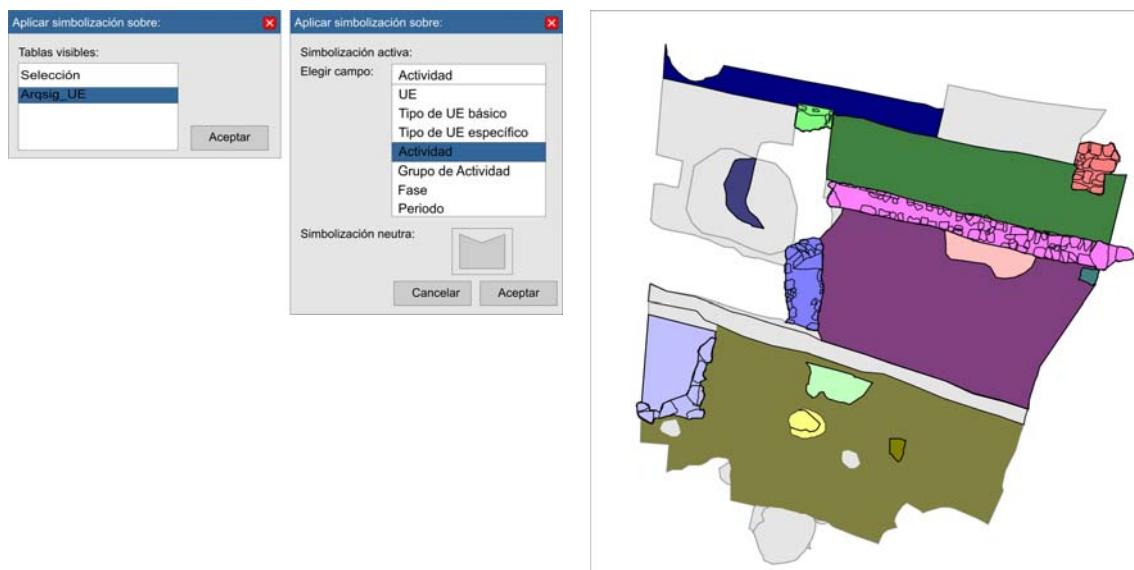 Aplicar simbolización sobre:
Tablas visibles:
Selección
Arqsig_UE
Aceptar
Aplicar simbolización sobre:
Simbolización activa:
Elegir campo:
Actividad
UE
Tipo de UE básico
Tipo de UE específico
Actividad
Grupo de Actividad
Fase
Periodo
Simbolización neutra:
Cancelar
Aceptar